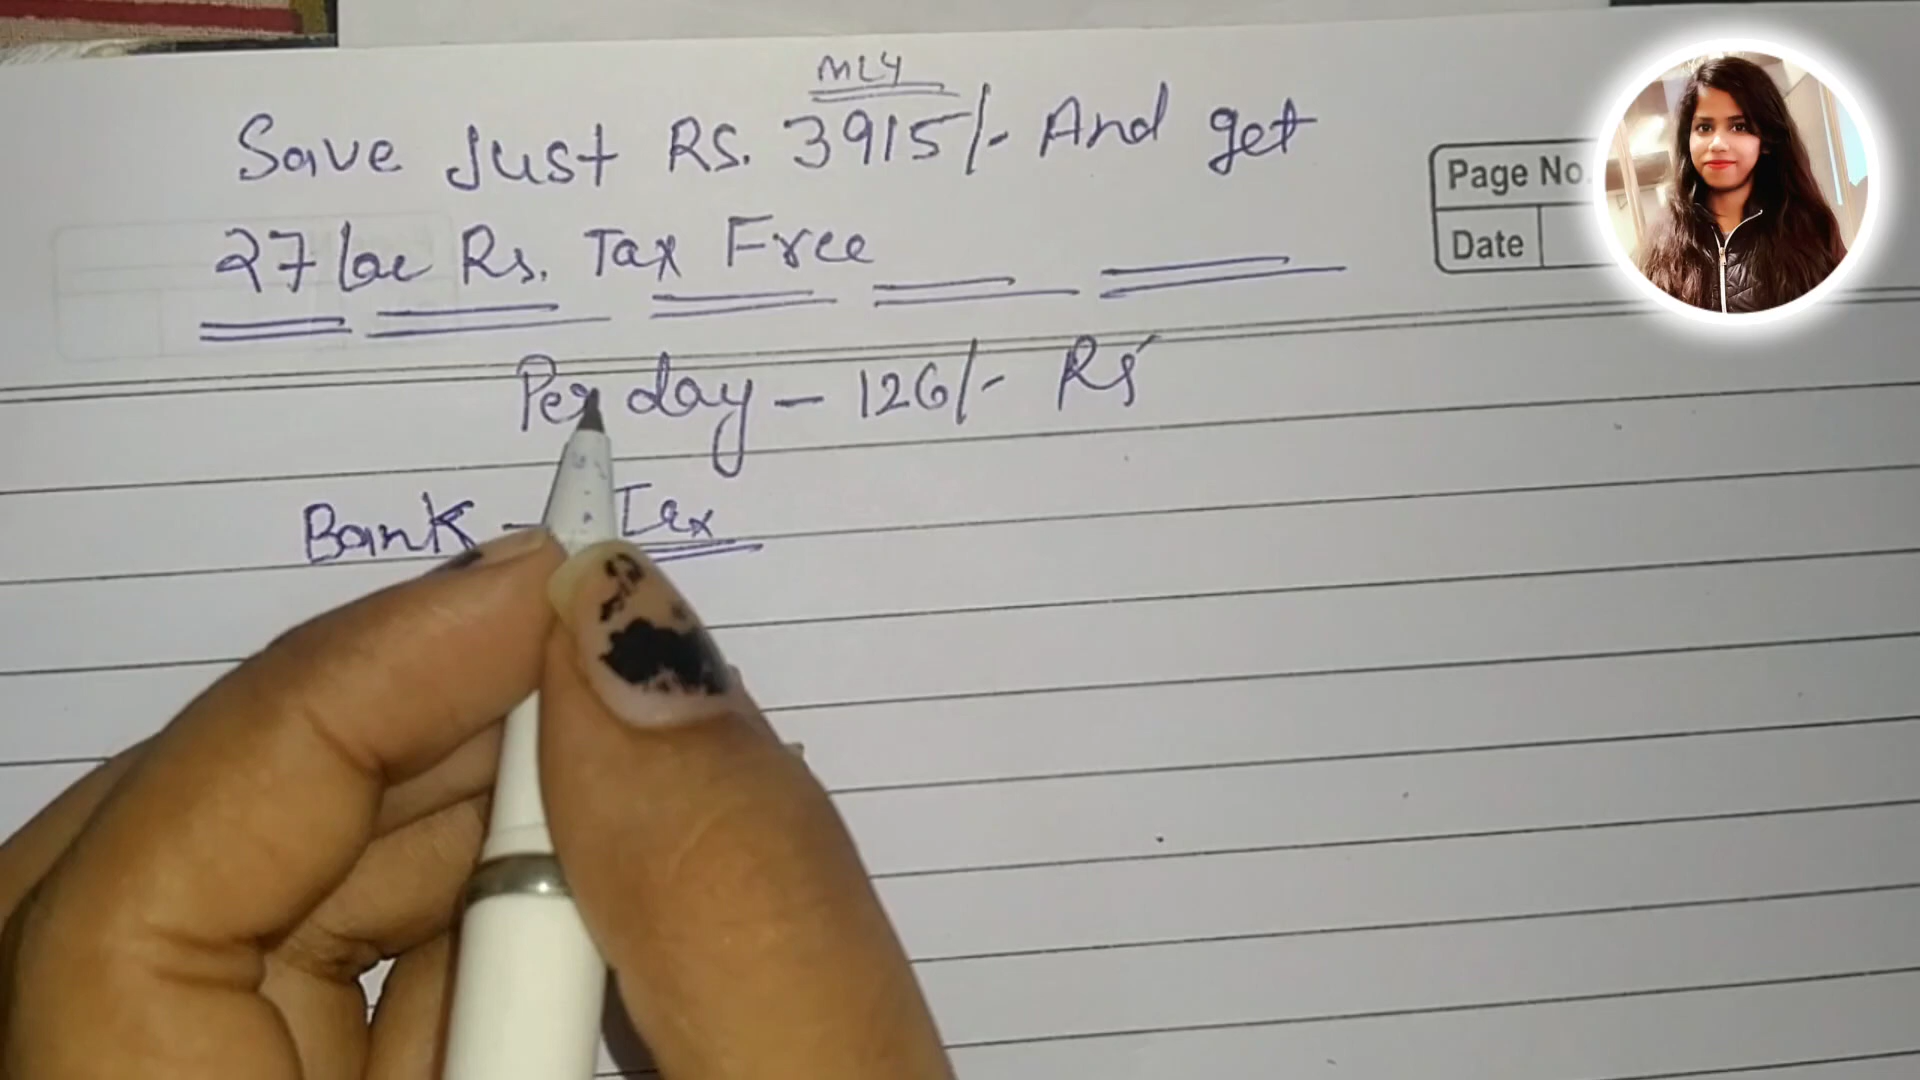 MLY
Save Just RS. 3915/- And get
27 lac Rs. Tax Free
Per day - 126/- Rs
Bank - Tax
Page No.
Date